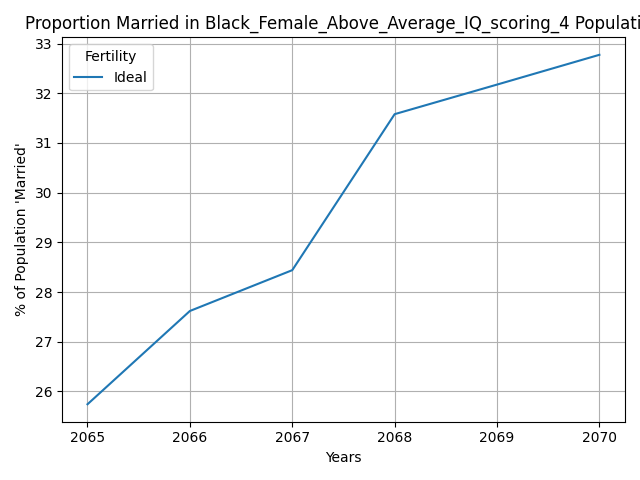 Proportion Married in Black_Female_Above_Average_IQ_scoring_4 Populati
33
32
31
30
29
28
27
26
% of Population 'Married'
Fertility
Ideal
2065 2066 2067 2068 2069 2070
Years